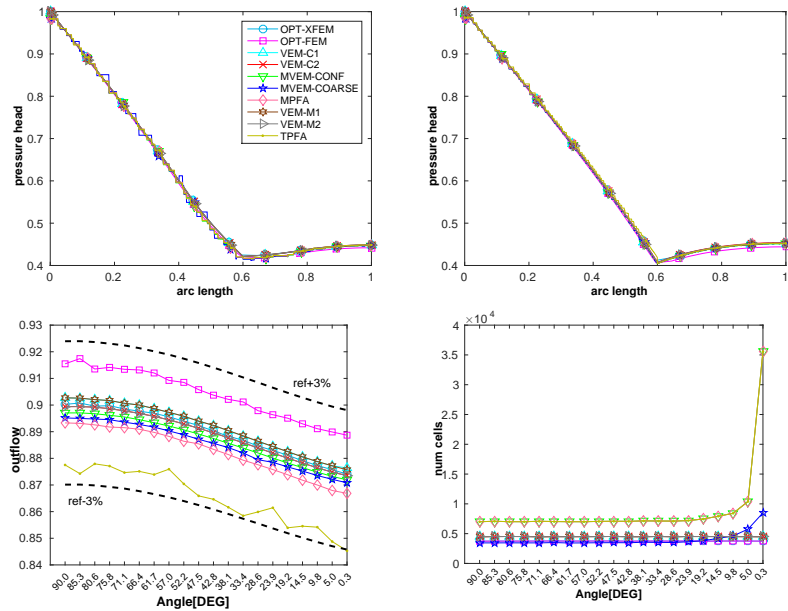 1
0.9
0.8
0.7
0.6
0.5
0.4
pressure head
0 0.2 0.4 0.6 0.8 1
arc length
OPT-XFEM
OPT-FEM
VEM-C1
VEM-C2
MVEM-CONF
MVEM-COARSE
MPFA
VEM-M1
VEM-M2
TPFA
1
0.9
0.8
0.7
0.6
0.5
0.4
pressure head
0 0.2 0.4 0.6 0.8 1
arc length
0.93
0.92
0.91
0.9
0.89
0.88
0.87
0.86
0.85
0.84
outflow
ref+3%
ref-3%
90.0 85.3 80.6 75.8 71.1 66.4 61.7 57.0 52.2 47.5 42.8 38.1 33.4 28.6 23.9 19.2 14.5 9.8 5.0 0.3
Angle[DEG]
×10⁴
4
3.5
3
2.5
2
1.5
1
0.5
0
num cells
90.0 85.3 80.6 75.8 71.1 66.4 61.7 57.0 52.2 47.5 42.8 38.1 33.4 28.6 23.9 19.2 14.5 9.8 5.0 0.3
Angle[DEG]